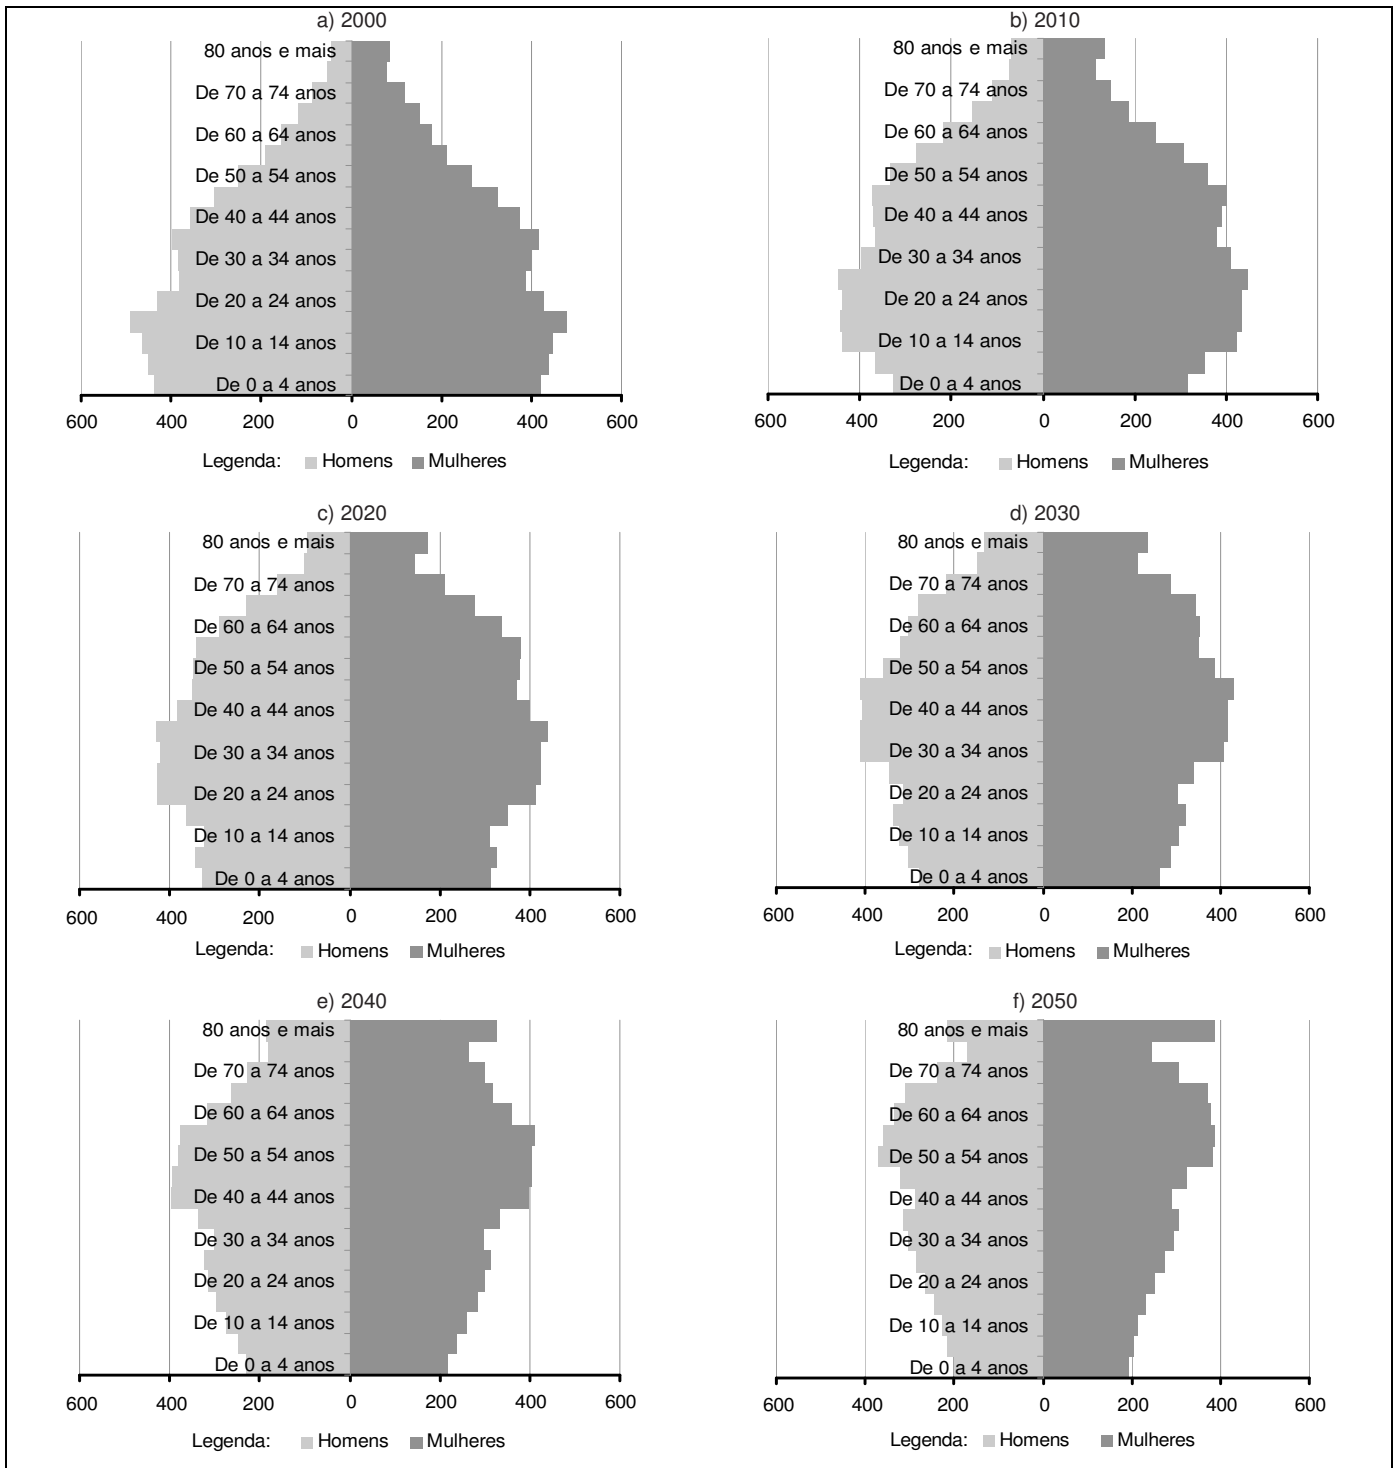 a) 2000
80 anos e mais
De 70 a 74 anos
De 60 a 64 anos
De 50 a 54 anos
De 40 a 44 anos
De 30 a 34 anos
De 20 a 24 anos
De 10 a 14 anos
De 0 a 4 anos
600 400 200 0 200 400 600
Legenda: Homens Mulheres
b) 2010
80 anos e mais
De 70 a 74 anos
De 60 a 64 anos
De 50 a 54 anos
De 40 a 44 anos
De 30 a 34 anos
De 20 a 24 anos
De 10 a 14 anos
De 0 a 4 anos
600 400 200 0 200 400 600
Legenda: Homens Mulheres
c) 2020
80 anos e mais
De 70 a 74 anos
De 60 a 64 anos
De 50 a 54 anos
De 40 a 44 anos
De 30 a 34 anos
De 20 a 24 anos
De 10 a 14 anos
De 0 a 4 anos
600 400 200 0 200 400 600
Legenda: Homens Mulheres
d) 2030
80 anos e mais
De 70 a 74 anos
De 60 a 64 anos
De 50 a 54 anos
De 40 a 44 anos
De 30 a 34 anos
De 20 a 24 anos
De 10 a 14 anos
De 0 a 4 anos
600 400 200 0 200 400 600
Legenda: Homens Mulheres
e) 2040
80 anos e mais
De 70 a 74 anos
De 60 a 64 anos
De 50 a 54 anos
De 40 a 44 anos
De 30 a 34 anos
De 20 a 24 anos
De 10 a 14 anos
De 0 a 4 anos
600 400 200 0 200 400 600
Legenda: Homens Mulheres
f) 2050
80 anos e mais
De 70 a 74 anos
De 60 a 64 anos
De 50 a 54 anos
De 40 a 44 anos
De 30 a 34 anos
De 20 a 24 anos
De 10 a 14 anos
De 0 a 4 anos
600 400 200 0 200 400 600
Legenda: Homens Mulheres